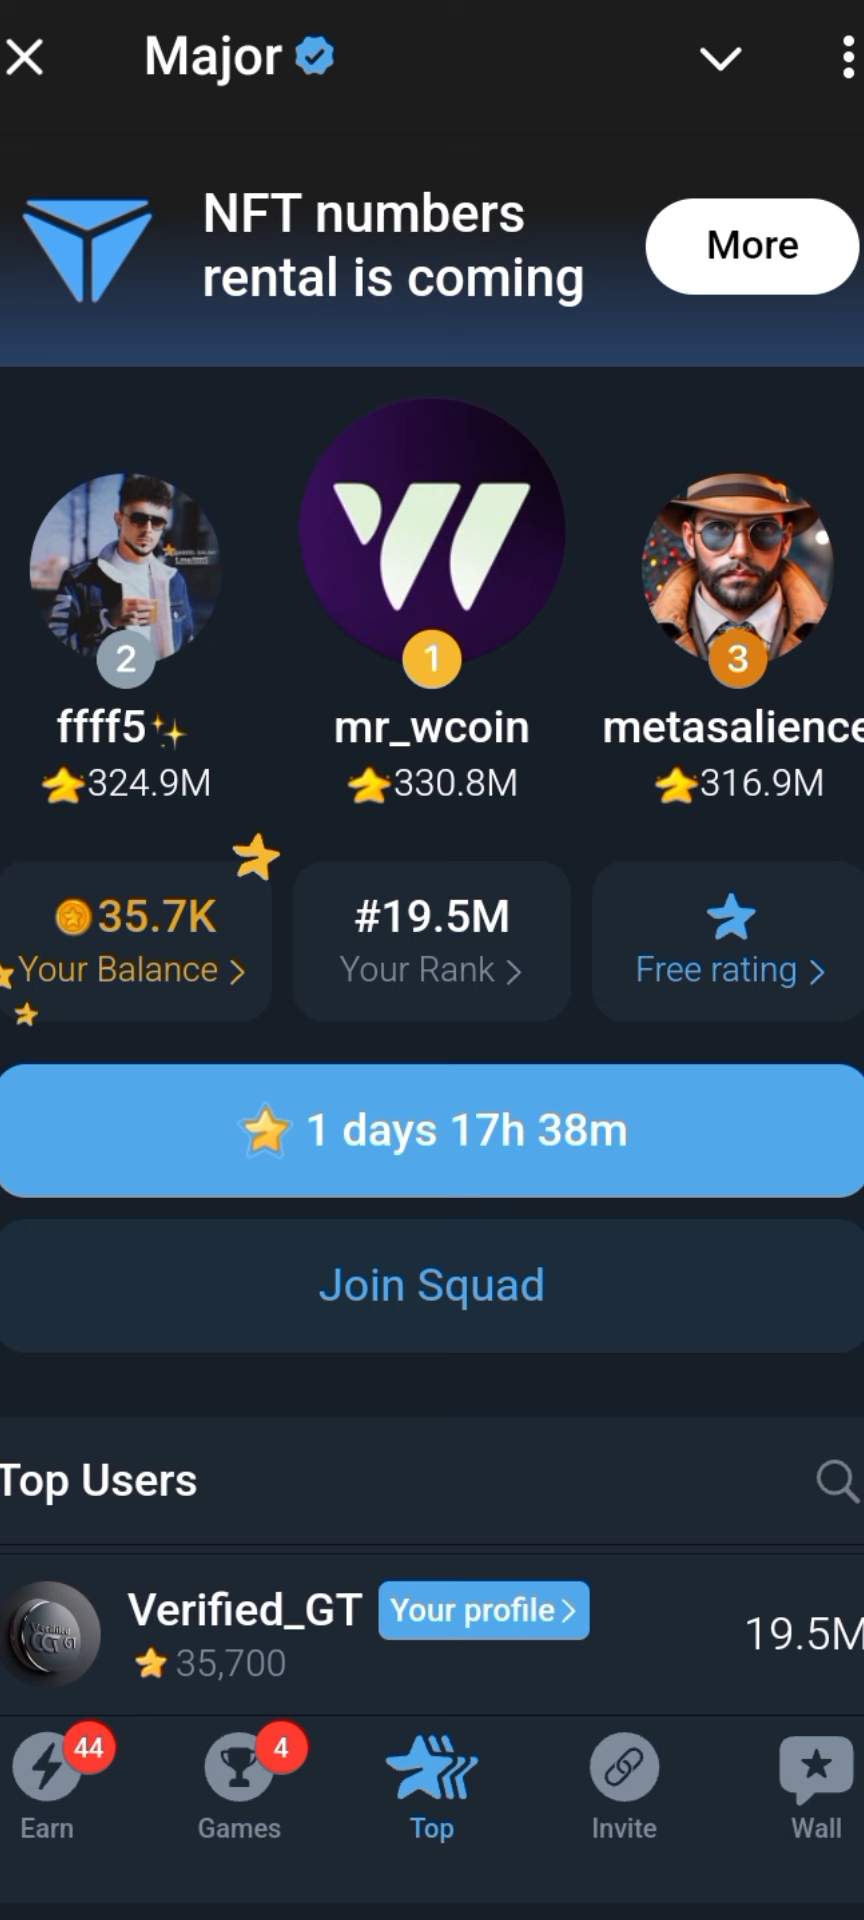 Major
NFT numbers
rental is coming
More
2
1
3
ffff5
mr_wcoin
metasalience
324.9M
330.8M
316.9M
35.7K
#19.5M
Your Balance
Your Rank
Free rating
1 days 17h 38m
Join Squad
Top Users
Verified_GT
Your profile
35,700
19.5M
44
4
Earn
Games
Top
Invite
Wall